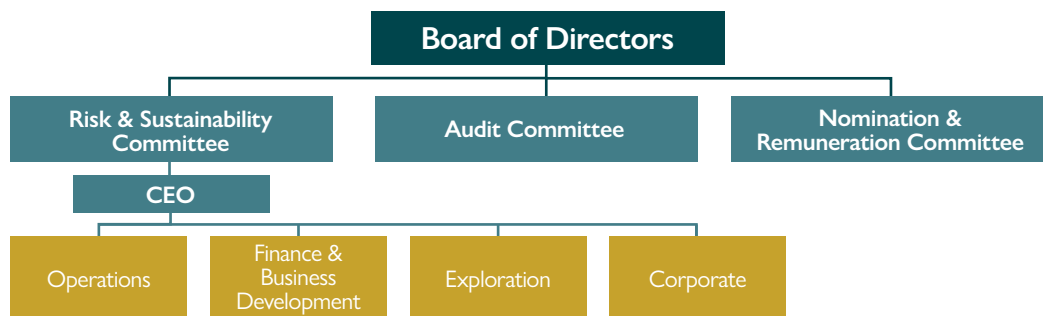 Board of Directors
Risk & Sustainability
Committee
Audit Committee
Nomination &
Remuneration Committee
CEO
Operations
Finance &
Business
Development
Exploration
Corporate